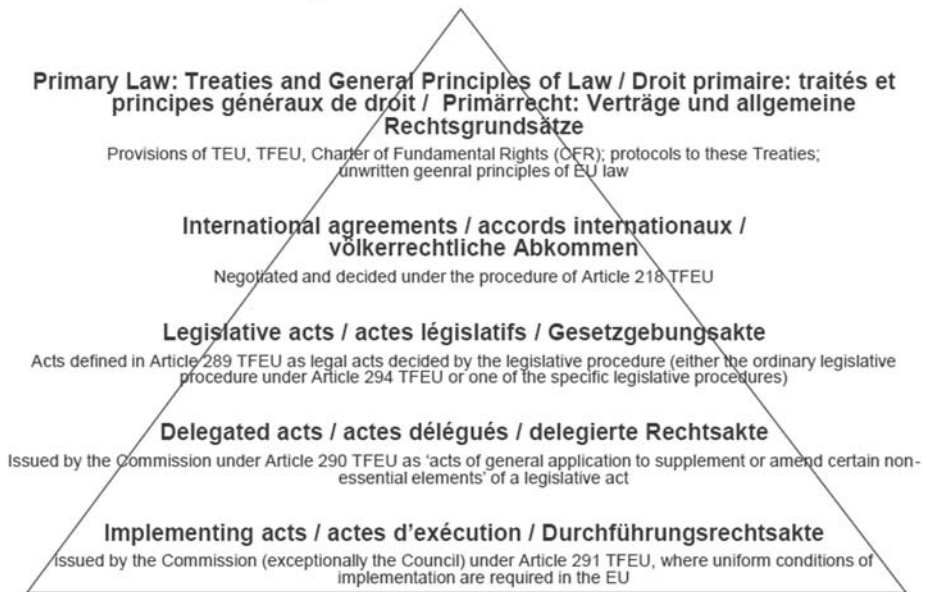 Primary Law: Treaties and General Principles of Law / Droit primaire: traités et
principes généraux de droit / Primärrecht: Verträge und allgemeine
Rechtsgrundsätze
Provisions of TEU, TFEU, Charter of Fundamental Rights (CFR); protocols to these Treaties;
unwritten geenral principles of EU law
International agreements / accords internationaux /
völkerrechtliche Abkommen
Negotiated and decided under the procedure of Article 218 TFEU
Legislative acts / actes législatifs / Gesetzgebungsakte
Acts defined in Article 289 TFEU as legal acts decided by the legislative procedure (either the ordinary legislative
procedure under Article 294 TFEU or one of the specific legislative procedures)
Delegated acts / actes délégués / delegierte Rechtsakte
Issued by the Commission under Article 290 TFEU as ‘acts of general application to supplement or amend certain non-
essential elements’ of a legislative act
Implementing acts / actes d’exécution / Durchführungsrechtsakte
issued by the Commission (exceptionally the Council) under Article 291 TFEU, where uniform conditions of
implementation are required in the EU